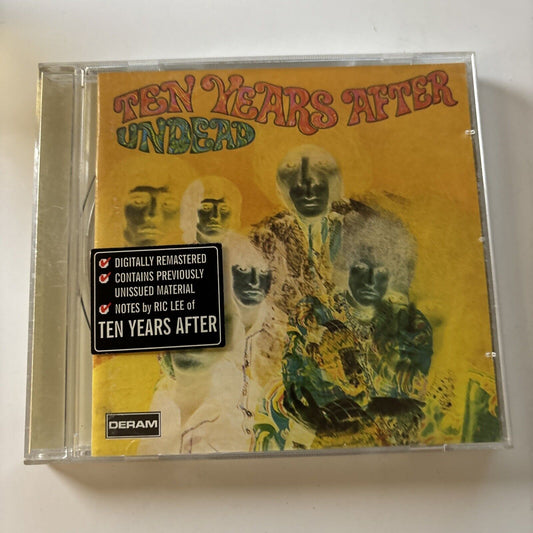 TEN YEARS AFTER
UNDEAD
DIGITALLY REMASTERED
CONTAINS PREVIOUSLY
UNISSUED MATERIAL
NOTES by RIC LEE of
TEN YEARS AFTER
DERAM